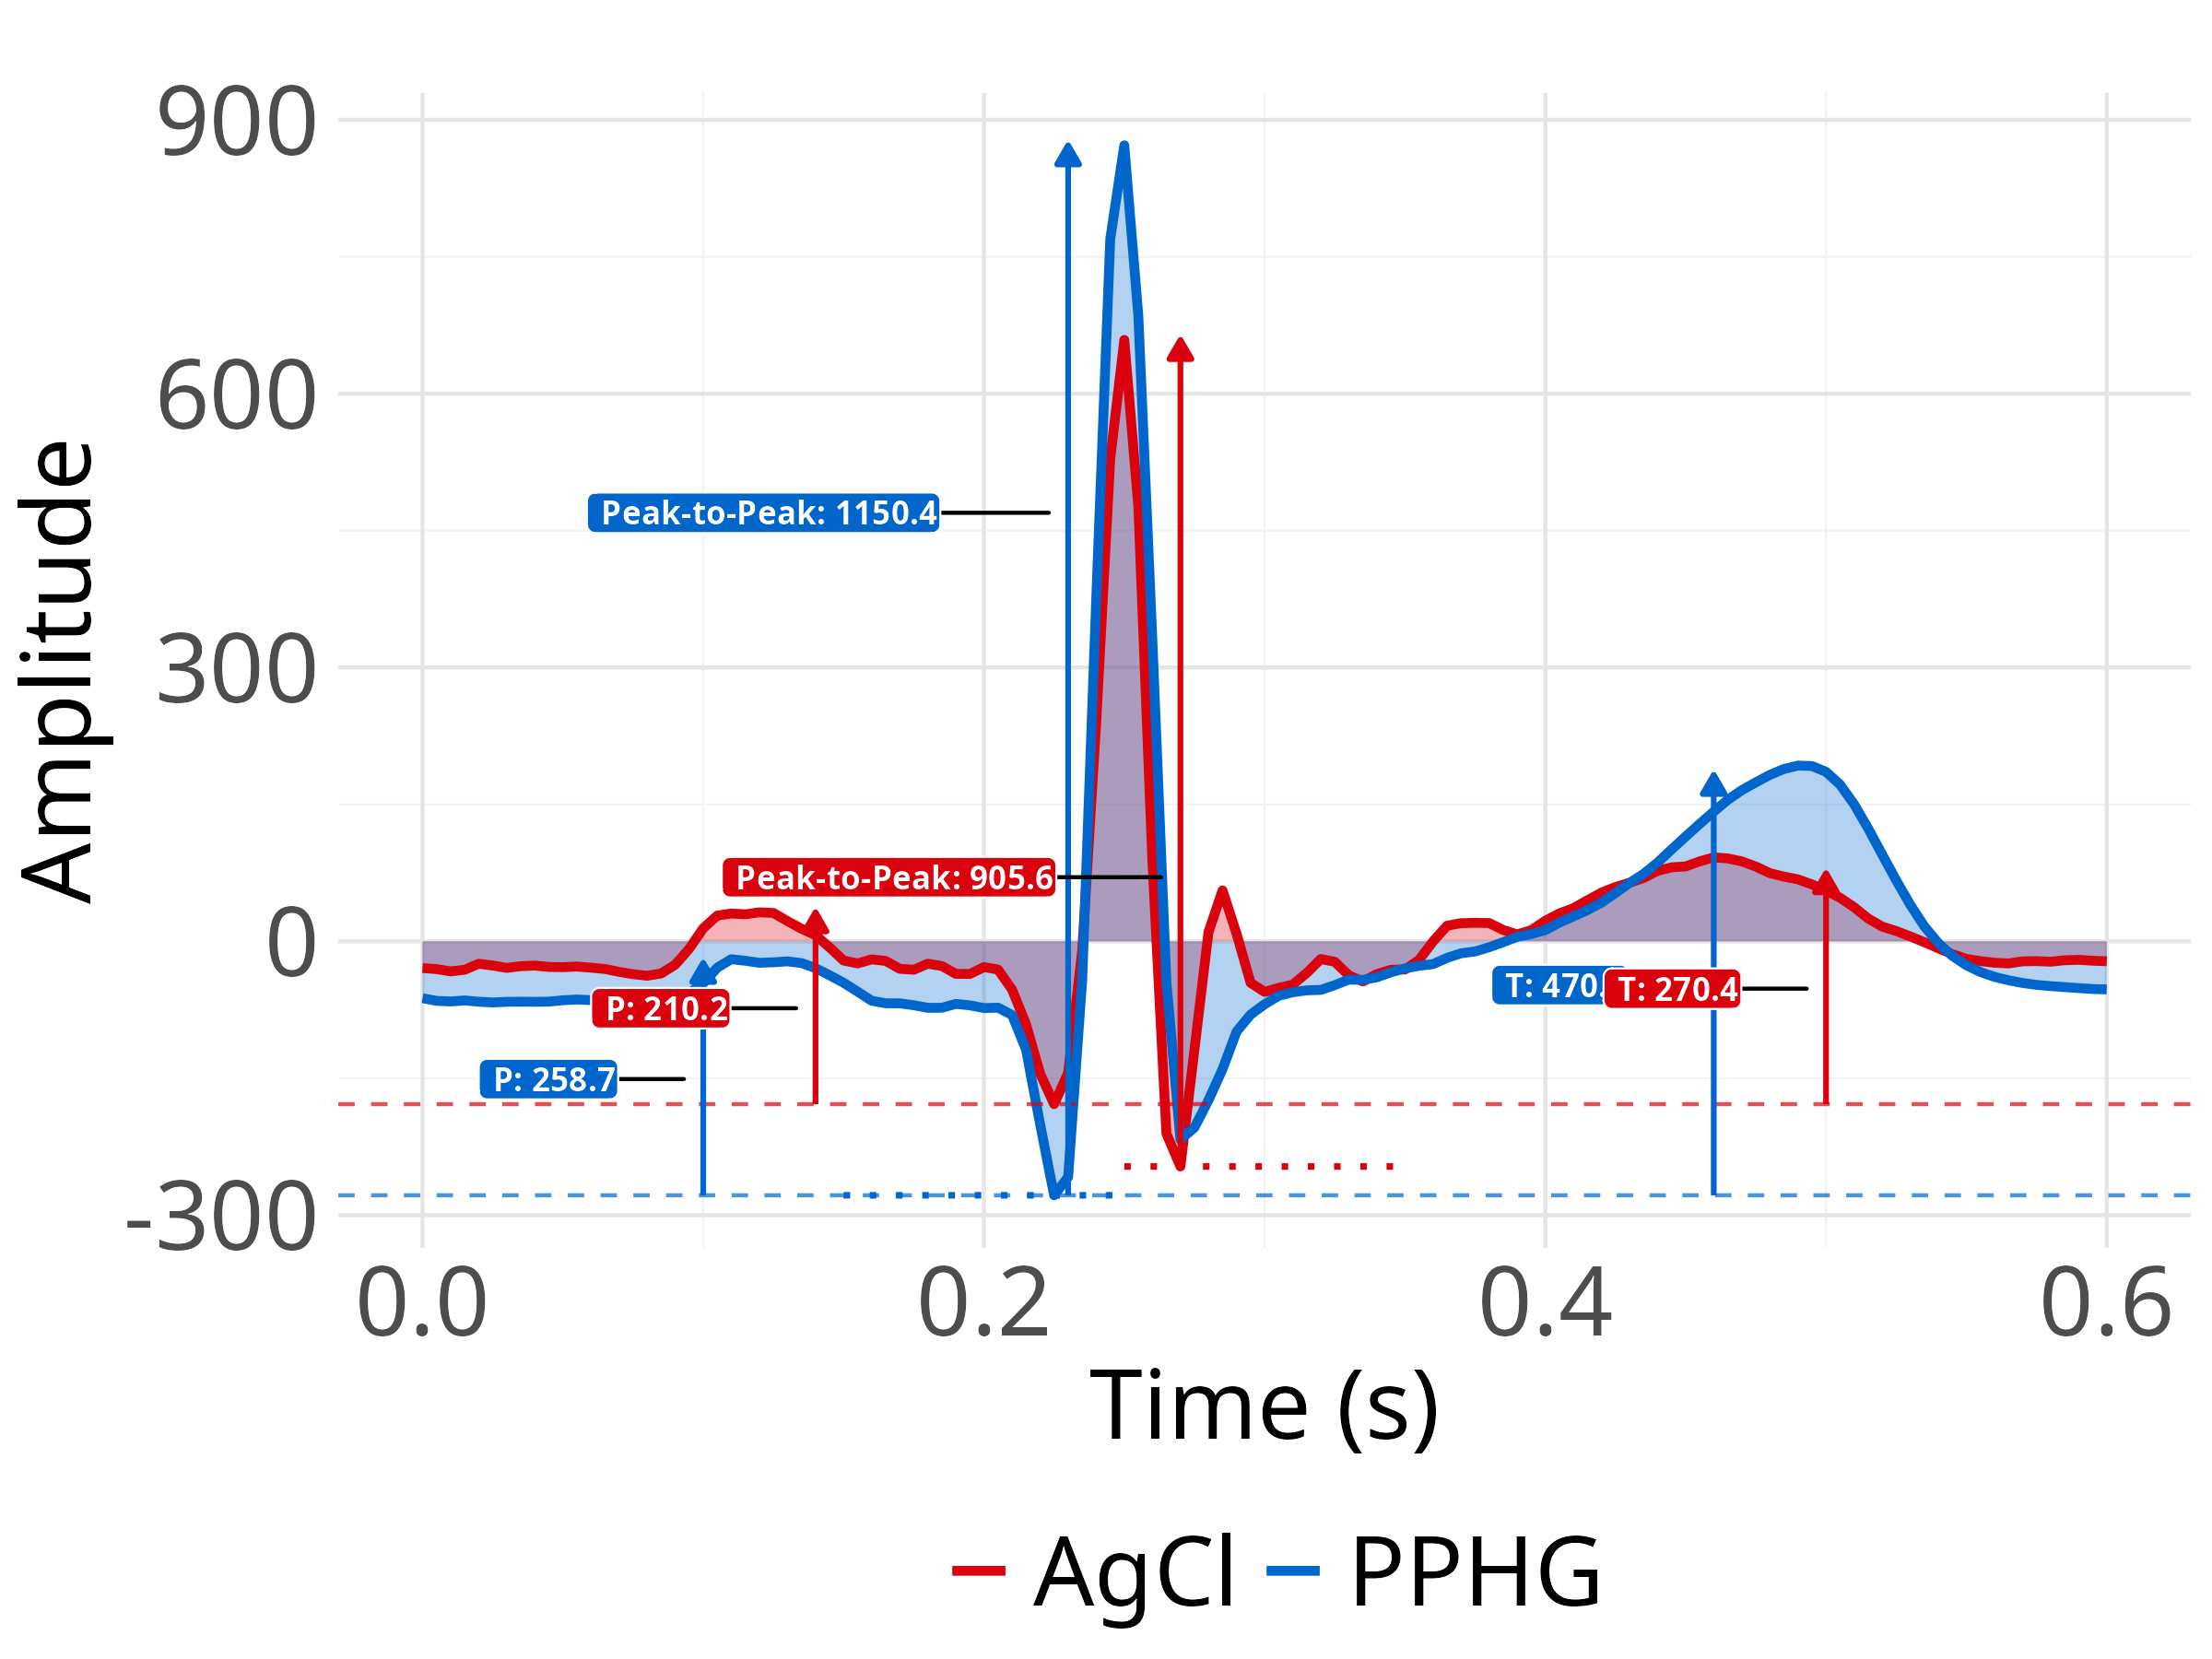 900
600
300
0
-300
Amplitude
Peak-to-Peak: 1150.4
Peak-to-Peak: 905.6
P: 210.2
P: 258.7
T: 470.
T: 270.4
0.0 0.2 0.4 0.6
Time (s)
AgCl PPHG